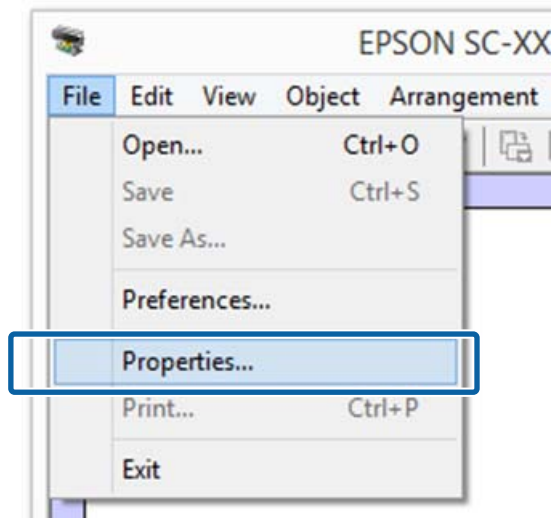 EPSON SC-XX
File Edit View Object Arrangement
Open... Ctrl+O
Save Ctrl+S
Save As...
Preferences...
Properties...
Print... Ctrl+P
Exit